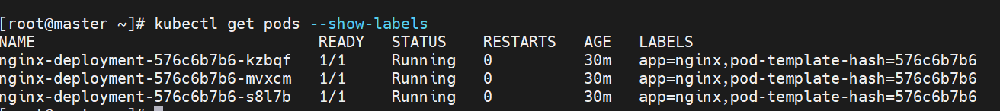 [root@master ~]# kubectl get pods --show-labels
NAME READY STATUS RESTARTS AGE LABELS
nginx-deployment-576c6b7b6-kzbqf 1/1 Running 0 30m app=nginx,pod-template-hash=576c6b7b6
nginx-deployment-576c6b7b6-mvxcm 1/1 Running 0 30m app=nginx,pod-template-hash=576c6b7b6
nginx-deployment-576c6b7b6-s8l7b 1/1 Running 0 30m app=nginx,pod-template-hash=576c6b7b6
[root@master ~]#